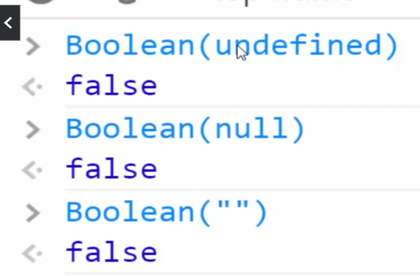 Boolean(undefined)
false
Boolean(null)
false
Boolean("")
false